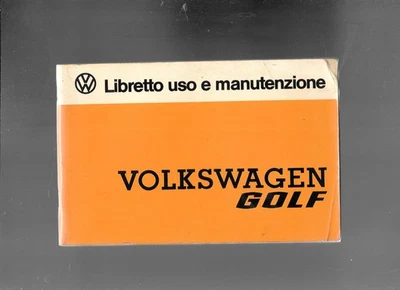 Libretto uso e manutenzione
VOLKSWAGEN
GOLF